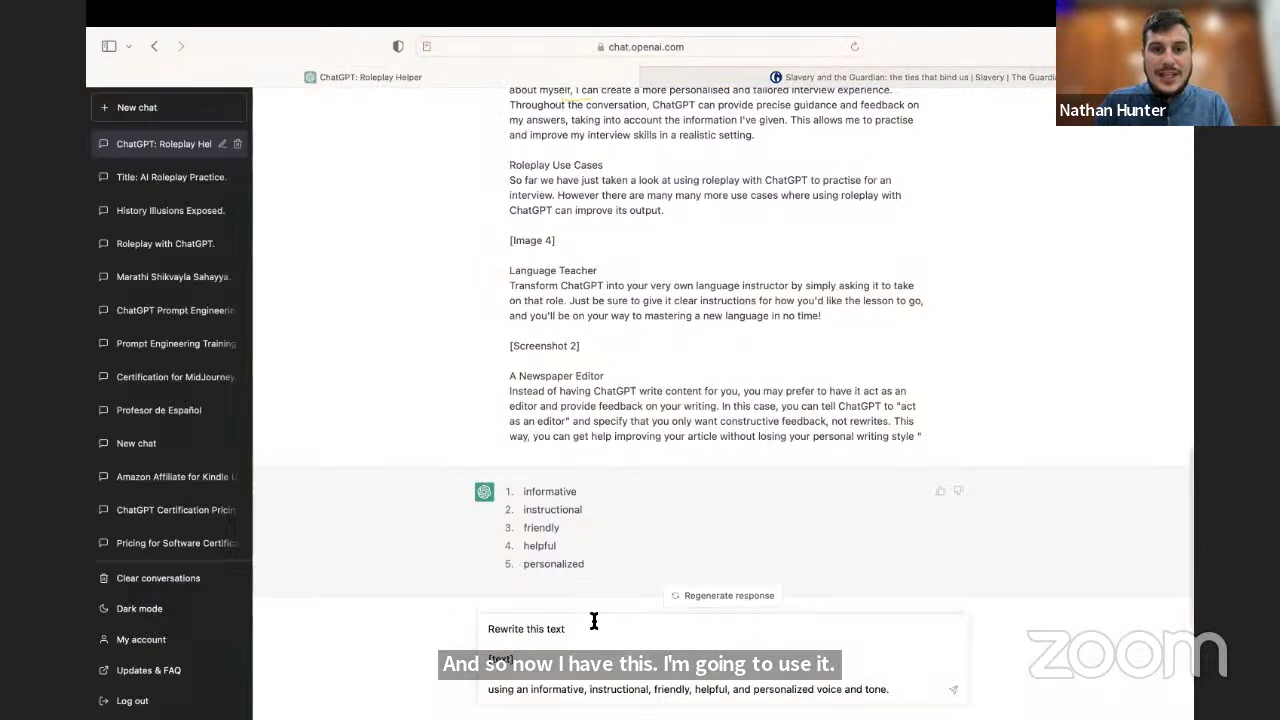 chat.openai.com
ChatGPT: Roleplay Helper
Slavery and the Guardian: the ties that bind us | Slavery | The Guardia
Nathan Hunter
New chat
ChatGPT: Roleplay Hel
Title: AI Roleplay Practice.
History Illusions Exposed.
Roleplay with ChatGPT.
Marathi Shikvayla Sahayya.
ChatGPT Prompt Engineerin
Prompt Engineering Training
Certification for MidJourney
Profesor de Español
New chat
Amazon Affiliate for Kindle U
ChatGPT Certification Pricin
Pricing for Software Certific
Clear conversations
Dark mode
My account
Updates & FAQ
Log out
about myself, I can create a more personalised and tailored interview experience.
Throughout the conversation, ChatGPT can provide precise guidance and feedback on
my answers, taking into account the information I've given. This allows me to practise
and improve my interview skills in a realistic setting.
Roleplay Use Cases
So far we have just taken a look at using roleplay with ChatGPT to practise for an
interview. However there are many many more use cases where using roleplay with
ChatGPT can improve its output.
[Image 4]
Language Teacher
Transform ChatGPT into your very own language instructor by simply asking it to take
on that role. Just be sure to give it clear instructions for how you'd like the lesson to go,
and you'll be on your way to mastering a new language in no time!
[Screenshot 2]
A Newspaper Editor
Instead of having ChatGPT write content for you, you may prefer to have it act as an
editor and provide feedback on your writing. In this case, you can tell ChatGPT to "act
as an editor" and specify that you only want constructive feedback, not rewrites. This
way, you can get help improving your article without losing your personal writing style "
1. informative
2. instructional
3. friendly
4. helpful
5. personalized
Regenerate response
Rewrite this text
[text]
And so now I have this. I'm going to use it.
using an informative, instructional, friendly, helpful, and personalized voice and tone.
zoom